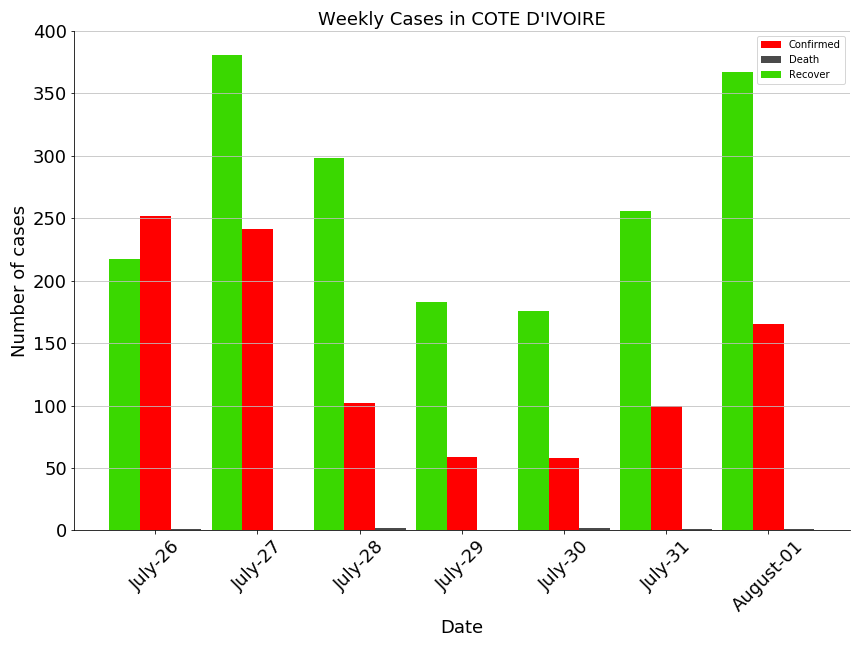 Weekly Cases in COTE D'IVOIRE
Confirmed
Death
Recover
Number of cases
400
350
300
250
200
150
100
50
0
July-26
July-27
July-28
July-29
July-30
July-31
August-01
Date